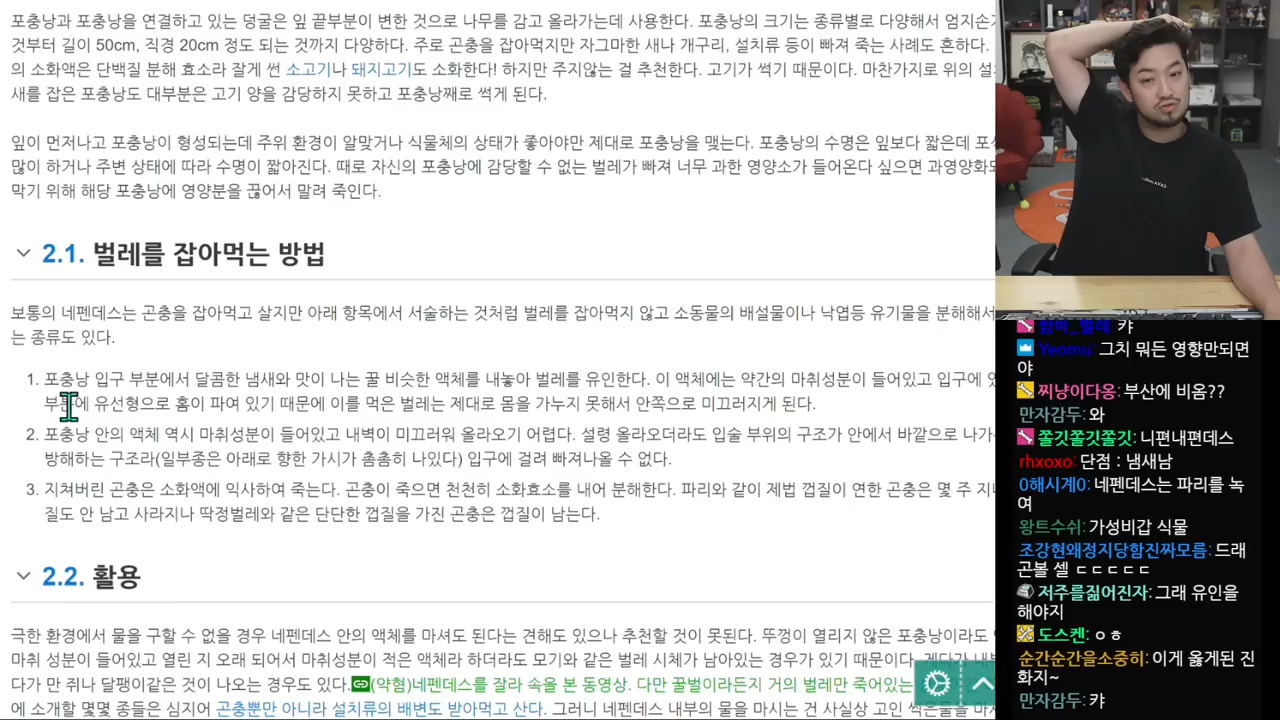 포충낭과 포충낭을 연결하고 있는 덩굴은 잎 끝부분이 변한 것으로 나무를 감고 올라가는데 사용한다. 포충낭의 크기는 종류별로 다양해서 엄지손가
것부터 길이 50cm, 직경 20cm 정도 되는 것까지 다양하다. 주로 곤충을 잡아먹지만 자그마한 새나 개구리, 설치류 등이 빠져 죽는 사례도 흔하다.
의 소화액은 단백질 분해 효소라 잘게 썬 소고기나 돼지고기도 소화한다! 하지만 주지않는 걸 추천한다. 고기가 썩기 때문이다. 마찬가지로 위의 설
새를 잡은 포충낭도 대부분은 고기 양을 감당하지 못하고 포충낭째로 썩게 된다.
잎이 먼저나고 포충낭이 형성되는데 주위 환경이 알맞거나 식물체의 상태가 좋아야만 제대로 포충낭을 맺는다. 포충낭의 수명은 잎보다 짧은데 포
많이 하거나 주변 상태에 따라 수명이 짧아진다. 때로 자신의 포충낭에 감당할 수 없는 벌레가 빠져 너무 과한 영양소가 들어온다 싶으면 과영양화
막기 위해 해당 포충낭에 영양분을 끊어서 말려 죽인다.
2.1. 벌레를 잡아먹는 방법
보통의 네펜데스는 곤충을 잡아먹고 살지만 아래 항목에서 서술하는 것처럼 벌레를 잡아먹지 않고 소동물의 배설물이나 낙엽등 유기물을 분해해서
는 종류도 있다.
1. 포충낭 입구 부분에서 달콤한 냄새와 맛이 나는 꿀 비슷한 액체를 내놓아 벌레를 유인한다. 이 액체에는 약간의 마취성분이 들어있고 입구에
부분에 유선형으로 홈이 파여 있기 때문에 이를 먹은 벌레는 제대로 몸을 가누지 못해서 안쪽으로 미끄러지게 된다.
2. 포충낭 안의 액체 역시 마취성분이 들어있고 벽이 미끄러워 올라오기 어렵다. 설령 올라오더라도 입술 부위의 구조가 안에서 바깥으로 나가
방해하는 구조라(일부종은 아래로 향한 가시가 촘촘히 나있다) 입구에 걸려 빠져나올 수 없다.
3. 지쳐버린 곤충은 소화액에 익사하여 죽는다. 곤충이 죽으면 천천히 소화효소를 내어 분해한다. 파리와 같이 제법 껍질이 연한 곤충은 몇 주 지
질도 안 남고 사라지나 딱정벌레와 같은 단단한 껍질을 가진 곤충은 껍질이 남는다.
2.2. 활용
극한 환경에서 물을 구할 수 없을 경우 네펜데스 안의 액체를 마셔도 된다는 견해도 있으나 추천할 것이 못된다. 뚜껑이 열리지 않은 포충낭이라도
마취 성분이 들어있고 열린 지 오래 되어서 마취성분이 적은 액체라 하더라도 모기와 같은 벌레 시체가 남아있는 경우가 있기 때문이다. 게다가 내부
다가 만 쥐나 달팽이같은 것이 나오는 경우도 있다.(약혐)네펜데스를 잘라 속을 본 동영상. 다만 꿀벌이라든지 거의 벌레만 죽어있는
에 소개할 몇몇 종들은 심지어 곤충뿐만 아니라 설치류의 배변도 받아먹고 산다. 그러니 네펜데스 내부의 물을 마시는 건 사실상 고인 썩은물을 마
캬
Yeomu: 그치 뭐든 영향만되면
야
찌냥이다옹: 부산에 비옴??
만자감두: 와
쫄깃쫄깃쫄깃: 니편내편데스
rhxoxo: 단점 : 냄새남
0해시계0: 네펜데스는 파리를 녹
여
왕트수쉬: 가성비갑 식물
조강현왜정지당함진짜모름: 드래
곤볼 셀 ㄷㄷㄷㄷㄷ
저주를짊어진자: 그래 유인을
해야지
도스켄: ㅇㅎ
순간순간을소중히: 이게 옳게된 진
화지~
만자감두: 캬